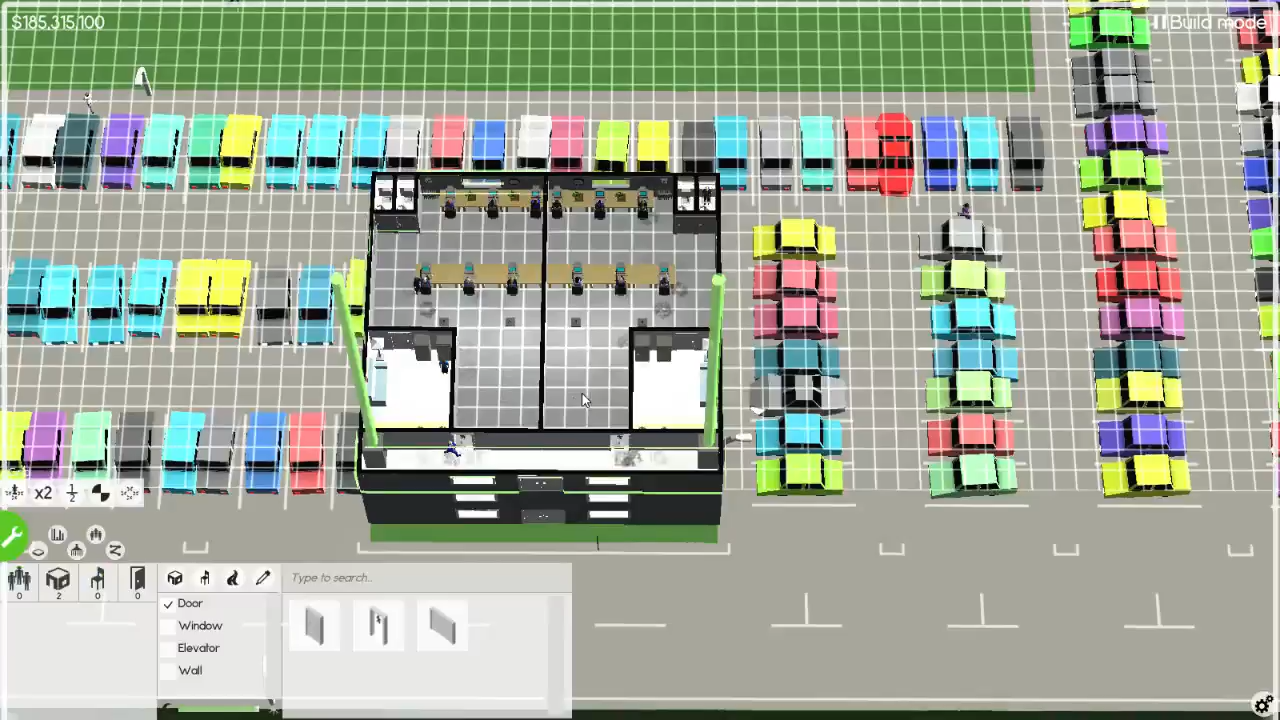 $185,315,100
Build mode
x2
1/2
0
2
0
0
Type to search..
Door
Window
Elevator
Wall